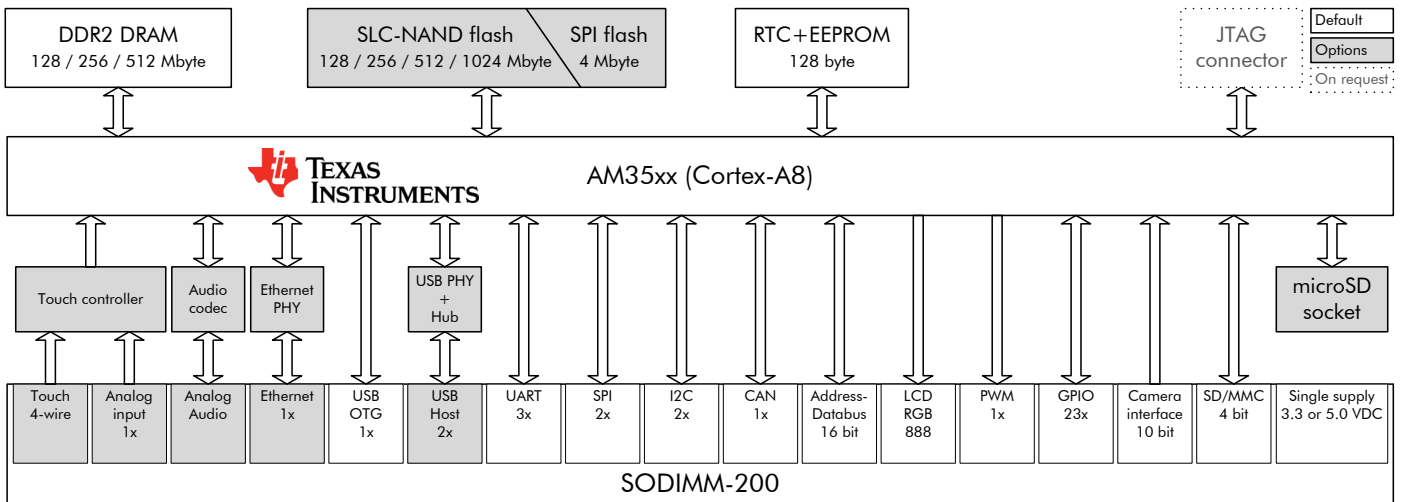 DDR2 DRAM
128 / 256 / 512 Mbyte
SLC-NAND flash
128 / 256 / 512 / 1024 Mbyte
SPI flash
4 Mbyte
RTC+EEPROM
128 byte
JTAG
connector
Default
Options
On request
TEXAS
INSTRUMENTS
AM35xx (Cortex-A8)
Touch controller
Audio
codec
Ethernet
PHY
USB PHY
+
Hub
microSD
socket
Touch
4-wire
Analog
input
1x
Analog
Audio
Ethernet
1x
USB
OTG
1x
USB
Host
2x
UART
3x
SPI
2x
I2C
2x
CAN
1x
Address-
Databus
16 bit
LCD
RGB
888
PWM
1x
GPIO
23x
Camera
interface
10 bit
SD/MMC
4 bit
Single supply
3.3 or 5.0 VDC
SODIMM-200